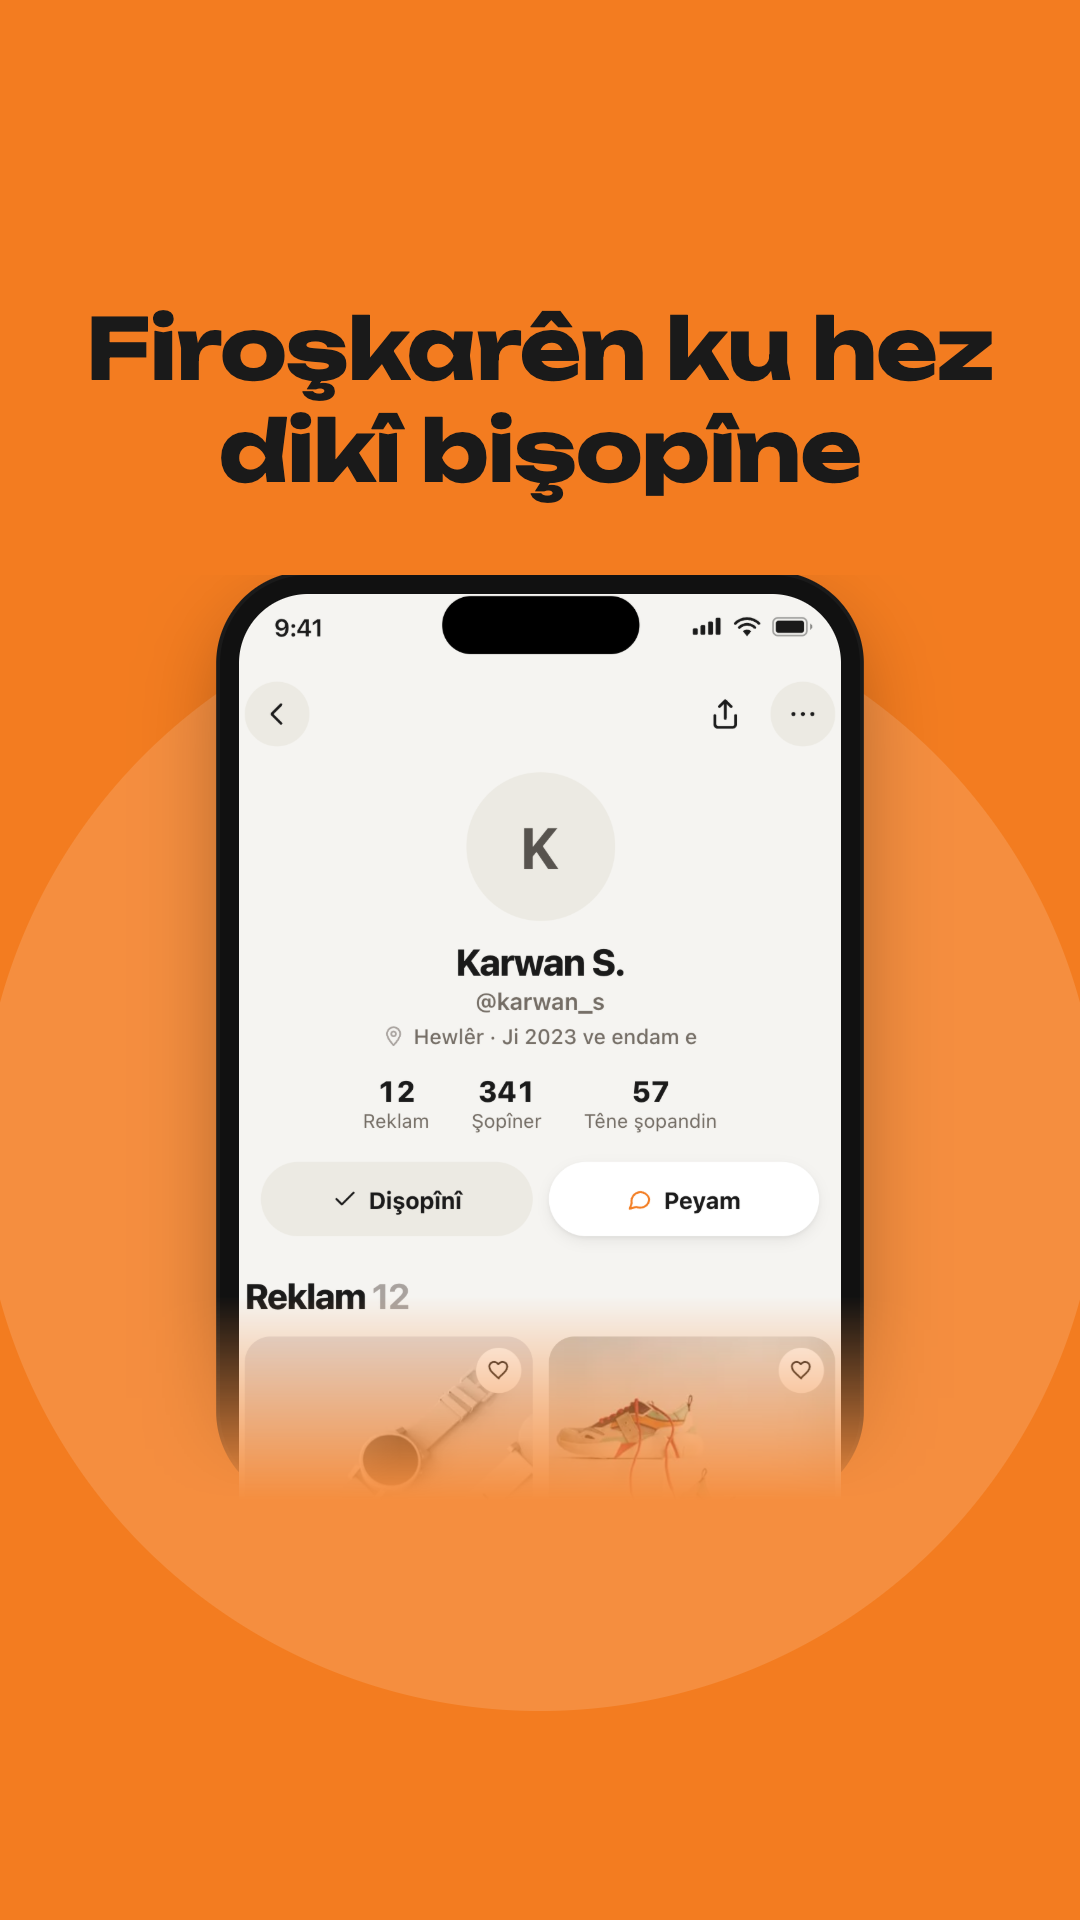 Firoşkarên ku hez
dikî bişopîne
9:41
K
Karwan S.
@karwan_s
Hewlêr · Ji 2023 ve endam e
12 341 57
Reklam Şopîner Têne şopandin
Dişopînî Peyam
Reklam 12